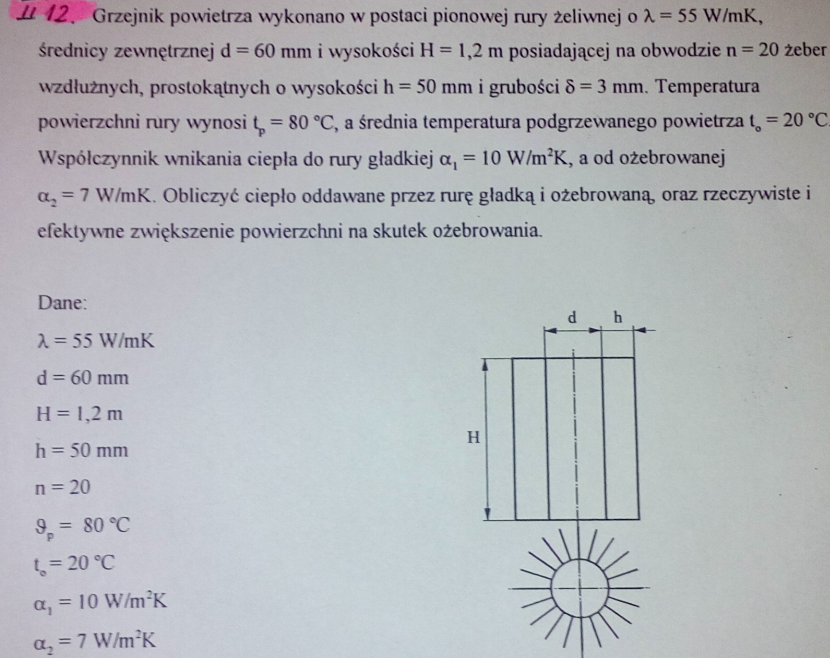 II 12. Grzejnik powietrza wykonano w postaci pionowej rury żeliwnej o λ = 55 W/mK,
średnicy zewnętrznej d = 60 mm i wysokości H = 1,2 m posiadającej na obwodzie n = 20 żeber
wzdłużnych, prostokątnych o wysokości h = 50 mm i grubości δ = 3 mm. Temperatura
powierzchni rury wynosi tₚ = 80 °C, a średnia temperatura podgrzewanego powietrza tₒ = 20 °C
Współczynnik wnikania ciepła do rury gładkiej α₁ = 10 W/m²K, a od ożebrowanej
α₂ = 7 W/mK. Obliczyć ciepło oddawane przez rurę gładką i ożebrowaną, oraz rzeczywiste i
efektywne zwiększenie powierzchni na skutek ożebrowania.
Dane:
λ = 55 W/mK
d = 60 mm
H = 1,2 m
h = 50 mm
n = 20
ϑₚ = 80 °C
tₒ = 20 °C
α₁ = 10 W/m²K
α₂ = 7 W/m²K
d h
H